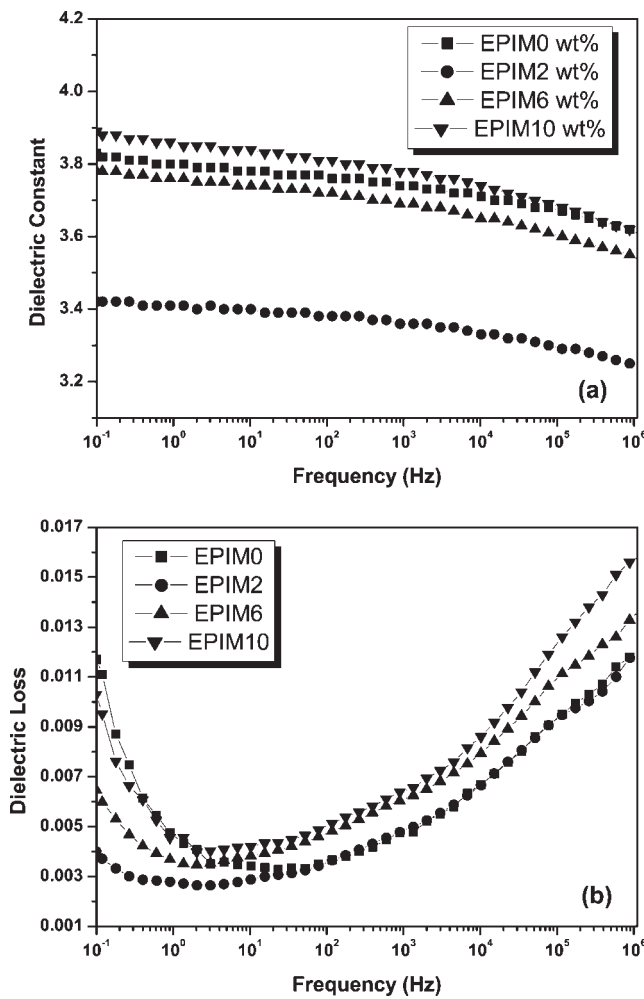 4.2
4.0
3.8
3.6
3.4
3.2
Dielectric Constant
EPIM0 wt%
EPIM2 wt%
EPIM6 wt%
EPIM10 wt%
(a)
10⁻¹ 10⁰ 10¹ 10² 10³ 10⁴ 10⁵ 10⁶
Frequency (Hz)
0.017
0.015
0.013
0.011
0.009
0.007
0.005
0.003
0.001
Dielectric Loss
EPIM0
EPIM2
EPIM6
EPIM10
(b)
10⁻¹ 10⁰ 10¹ 10² 10³ 10⁴ 10⁵ 10⁶
Frequency (Hz)